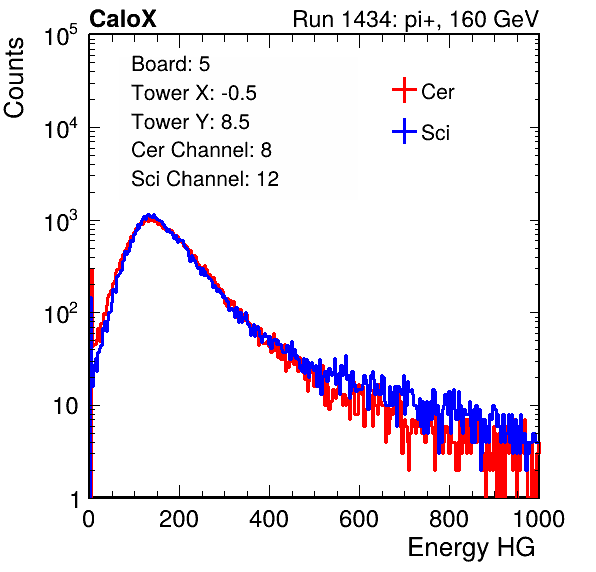 CaloX Run 1434: pi+, 160 GeV
Counts
Board: 5
Tower X: -0.5
Tower Y: 8.5
Cer Channel: 8
Sci Channel: 12
Cer
Sci
10^5
10^4
10^3
10^2
10
1
0 200 400 600 800 1000
Energy HG